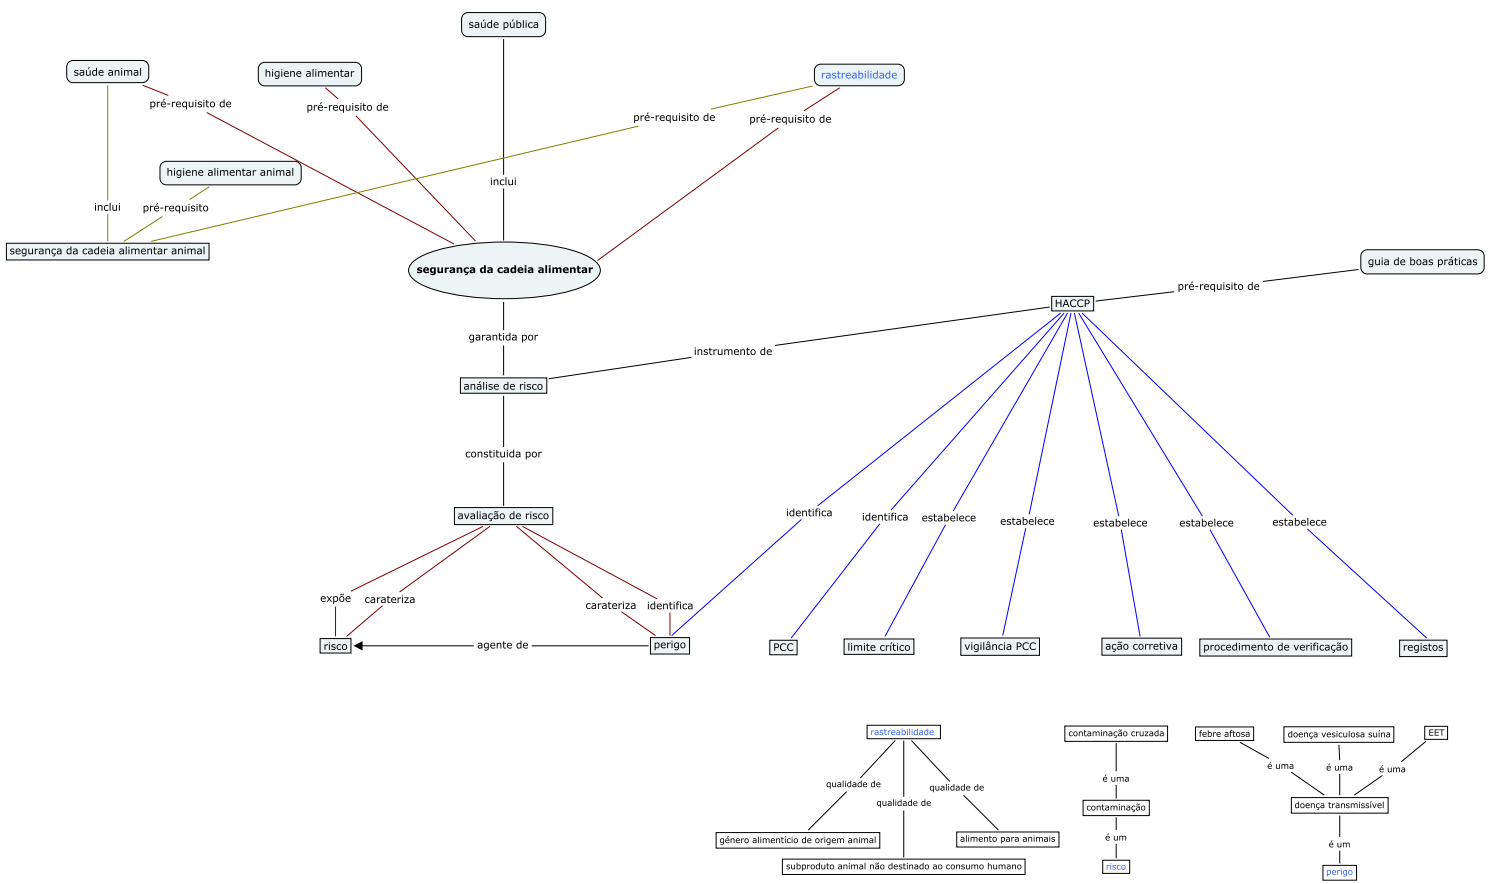 saúde pública
saúde animal
higiene alimentar
rastreabilidade
pré-requisito de
pré-requisito de
pré-requisito de
pré-requisito de
higiene alimentar animal
inclui
inclui
pré-requisito
segurança da cadeia alimentar animal
segurança da cadeia alimentar
guia de boas práticas
pré-requisito de
HACCP
garantida por
instrumento de
análise de risco
constituida por
avaliação de risco
identifica
identifica
estabelece
estabelece
estabelece
estabelece
estabelece
expõe
carateriza
carateriza
identifica
risco
agente de
perigo
PCC
limite crítico
vigilância PCC
ação corretiva
procedimento de verificação
registos
rastreabilidade
qualidade de
qualidade de
qualidade de
género alimentício de origem animal
alimento para animais
subproduto animal não destinado ao consumo humano
contaminação cruzada
é uma
contaminação
é um
risco
febre aftosa
doença vesiculosa suína
EET
é uma
é uma
é uma
doença transmissível
é um
perigo